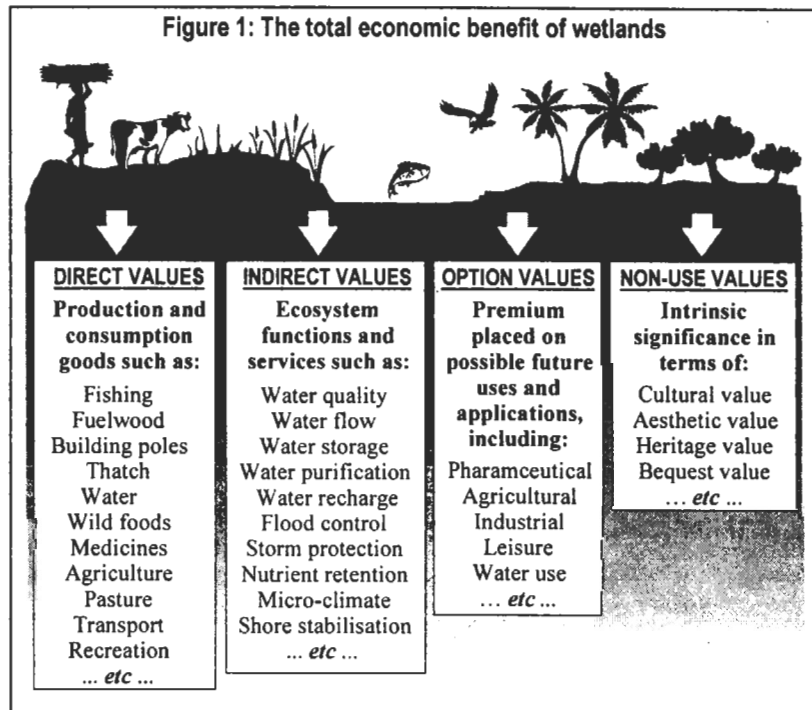 Figure 1: The total economic benefit of wetlands
DIRECT VALUES
Production and
consumption
goods such as:
Fishing
Fuelwood
Building poles
Thatch
Water
Wild foods
Medicines
Agriculture
Pasture
Transport
Recreation
... etc ...
INDIRECT VALUES
Ecosystem
functions and
services such as:
Water quality
Water flow
Water storage
Water purification
Water recharge
Flood control
Storm protection
Nutrient retention
Micro-climate
Shore stabilisation
... etc ...
OPTION VALUES
Premium
placed on
possible future
uses and
applications,
including:
Pharamceutical
Agricultural
Industrial
Leisure
Water use
... etc ...
NON-USE VALUES
Intrinsic
significance in
terms of:
Cultural value
Aesthetic value
Heritage value
Bequest value
... etc ...